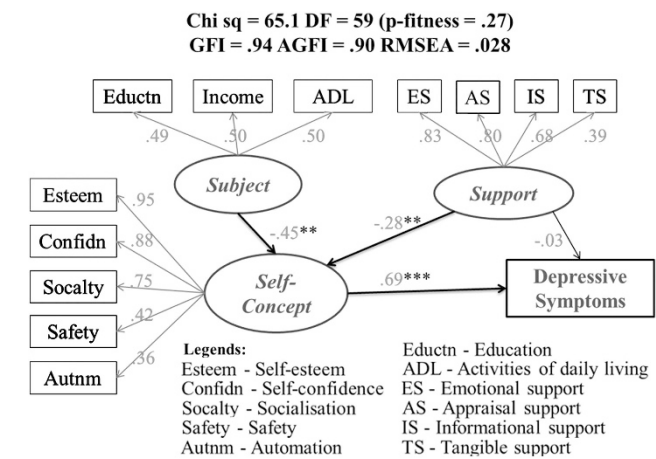 Chi sq = 65.1 DF = 59 (p-fitness = .27)
GFI = .94 AGFI = .90 RMSEA = .028
Eductn
Income
ADL
ES
AS
IS
TS
.49
.50
.50
.83
.80
.68
.39
Subject
Support
Esteem
Confidn
Socalty
Safety
Autnm
.95
.88
.75
.42
.36
-.45**
-.28**
-.03
Self-
Concept
.69***
Depressive
Symptoms
Legends:
Esteem - Self-esteem
Confidn - Self-confidence
Socalty - Socialisation
Safety - Safety
Autnm - Automation
Eductn - Education
ADL - Activities of daily living
ES - Emotional support
AS - Appraisal support
IS - Informational support
TS - Tangible support